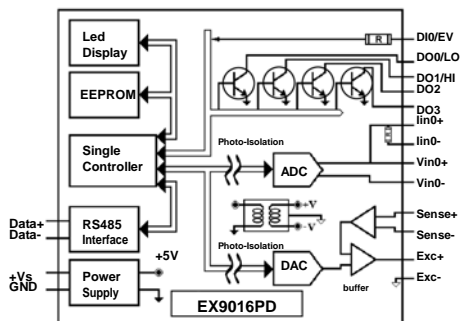 Led
Display
EEPROM
Single
Controller
RS485
Interface
Power
Supply
Data+
Data-
+Vs
GND
+5V
Photo-Isolation
ADC
+V
-V
Photo-Isolation
DAC
buffer
EX9016PD
R
DI0/EV
DO0/LO
DO1/HI
DO2
DO3
Iin0+
Iin0-
Vin0+
Vin0-
Sense+
Sense-
Exc+
Exc-